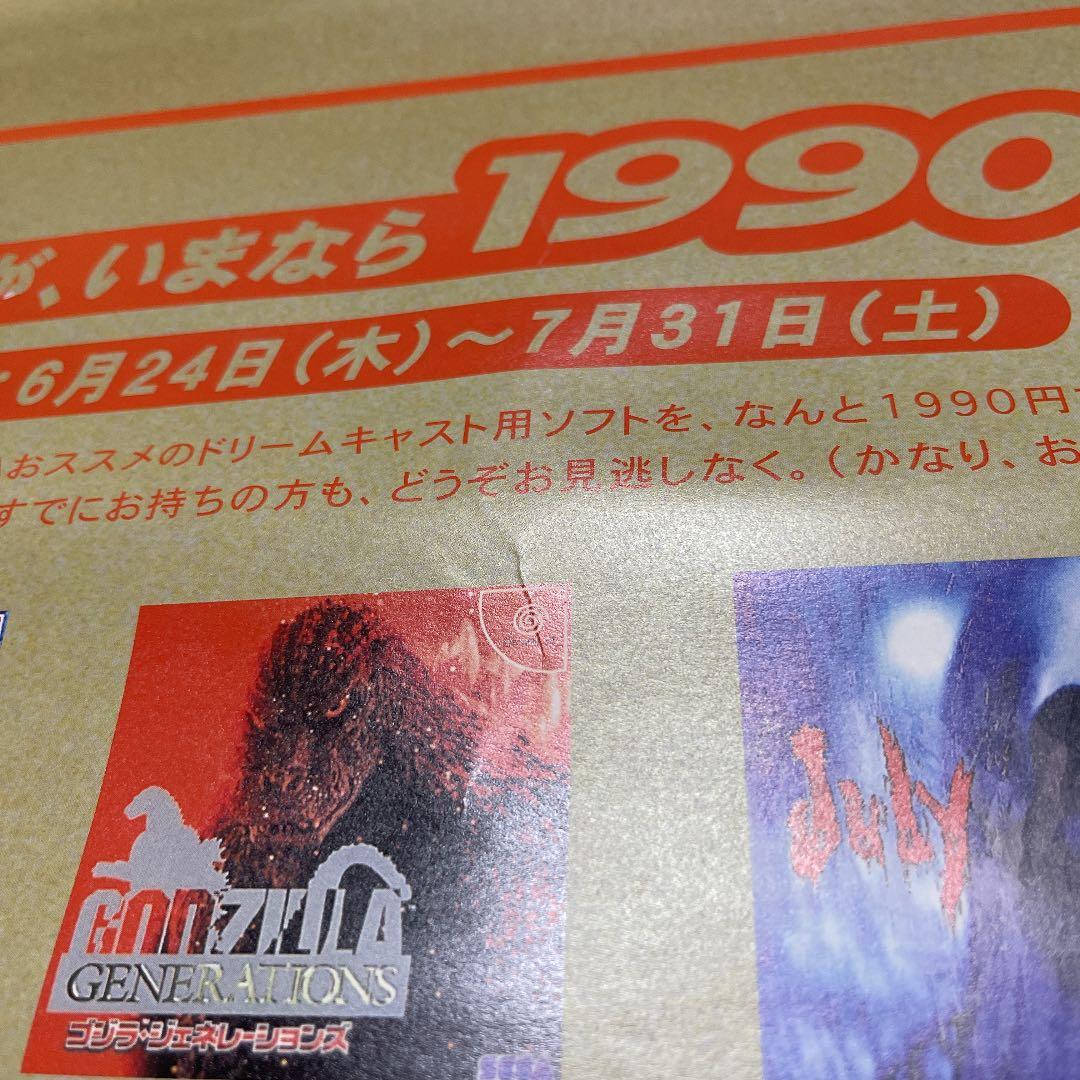 が、いまなら1990
6月24日(木)〜7月31日(土)
おススメのドリームキャスト用ソフトを、なんと1990円
すでにお持ちの方も、どうぞお見逃しなく。(かなり、お
GODZILLA
GENERATIONS
ゴジラ・ジェネレーションズ
SEGA
July